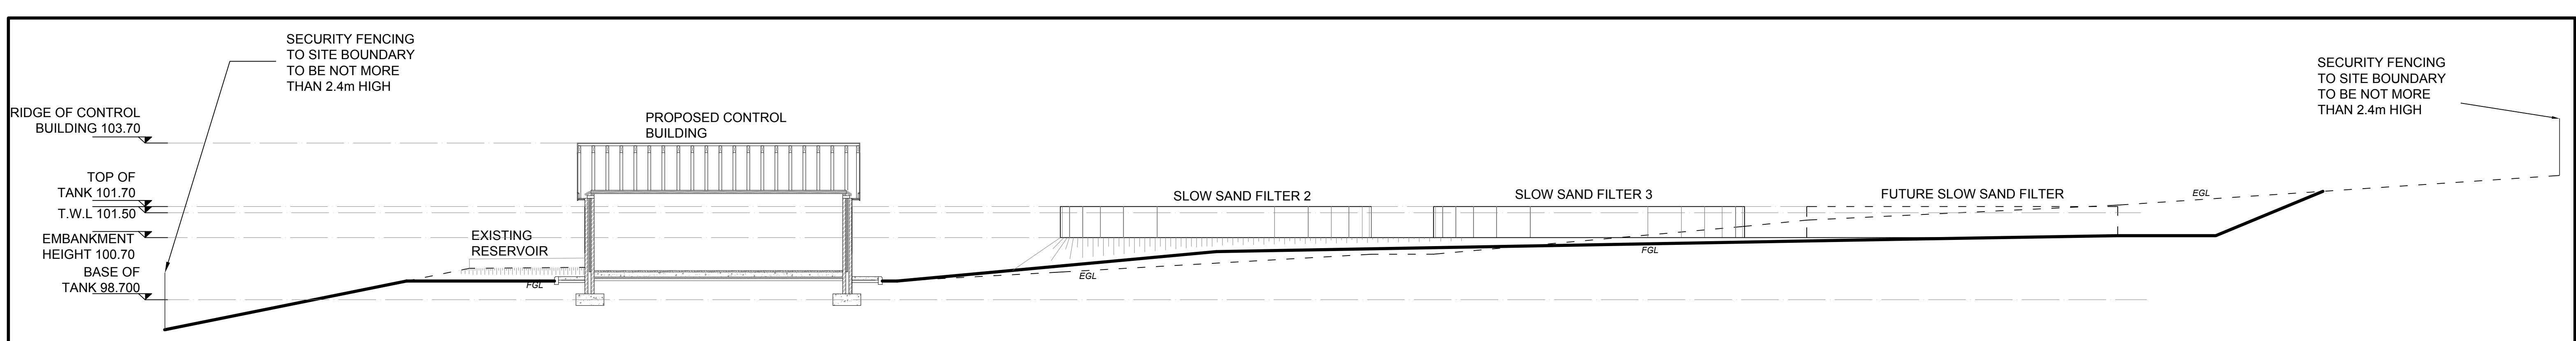 SECURITY FENCING
TO SITE BOUNDARY
TO BE NOT MORE
THAN 2.4m HIGH
RIDGE OF CONTROL
BUILDING 103.70
TOP OF
TANK 101.70
T.W.L 101.50
EMBANKMENT
HEIGHT 100.70
BASE OF
TANK 98.700
EXISTING
RESERVOIR
FGL
PROPOSED CONTROL
BUILDING
SLOW SAND FILTER 2
EGL
SLOW SAND FILTER 3
FGL
FUTURE SLOW SAND FILTER
EGL
SECURITY FENCING
TO SITE BOUNDARY
TO BE NOT MORE
THAN 2.4m HIGH